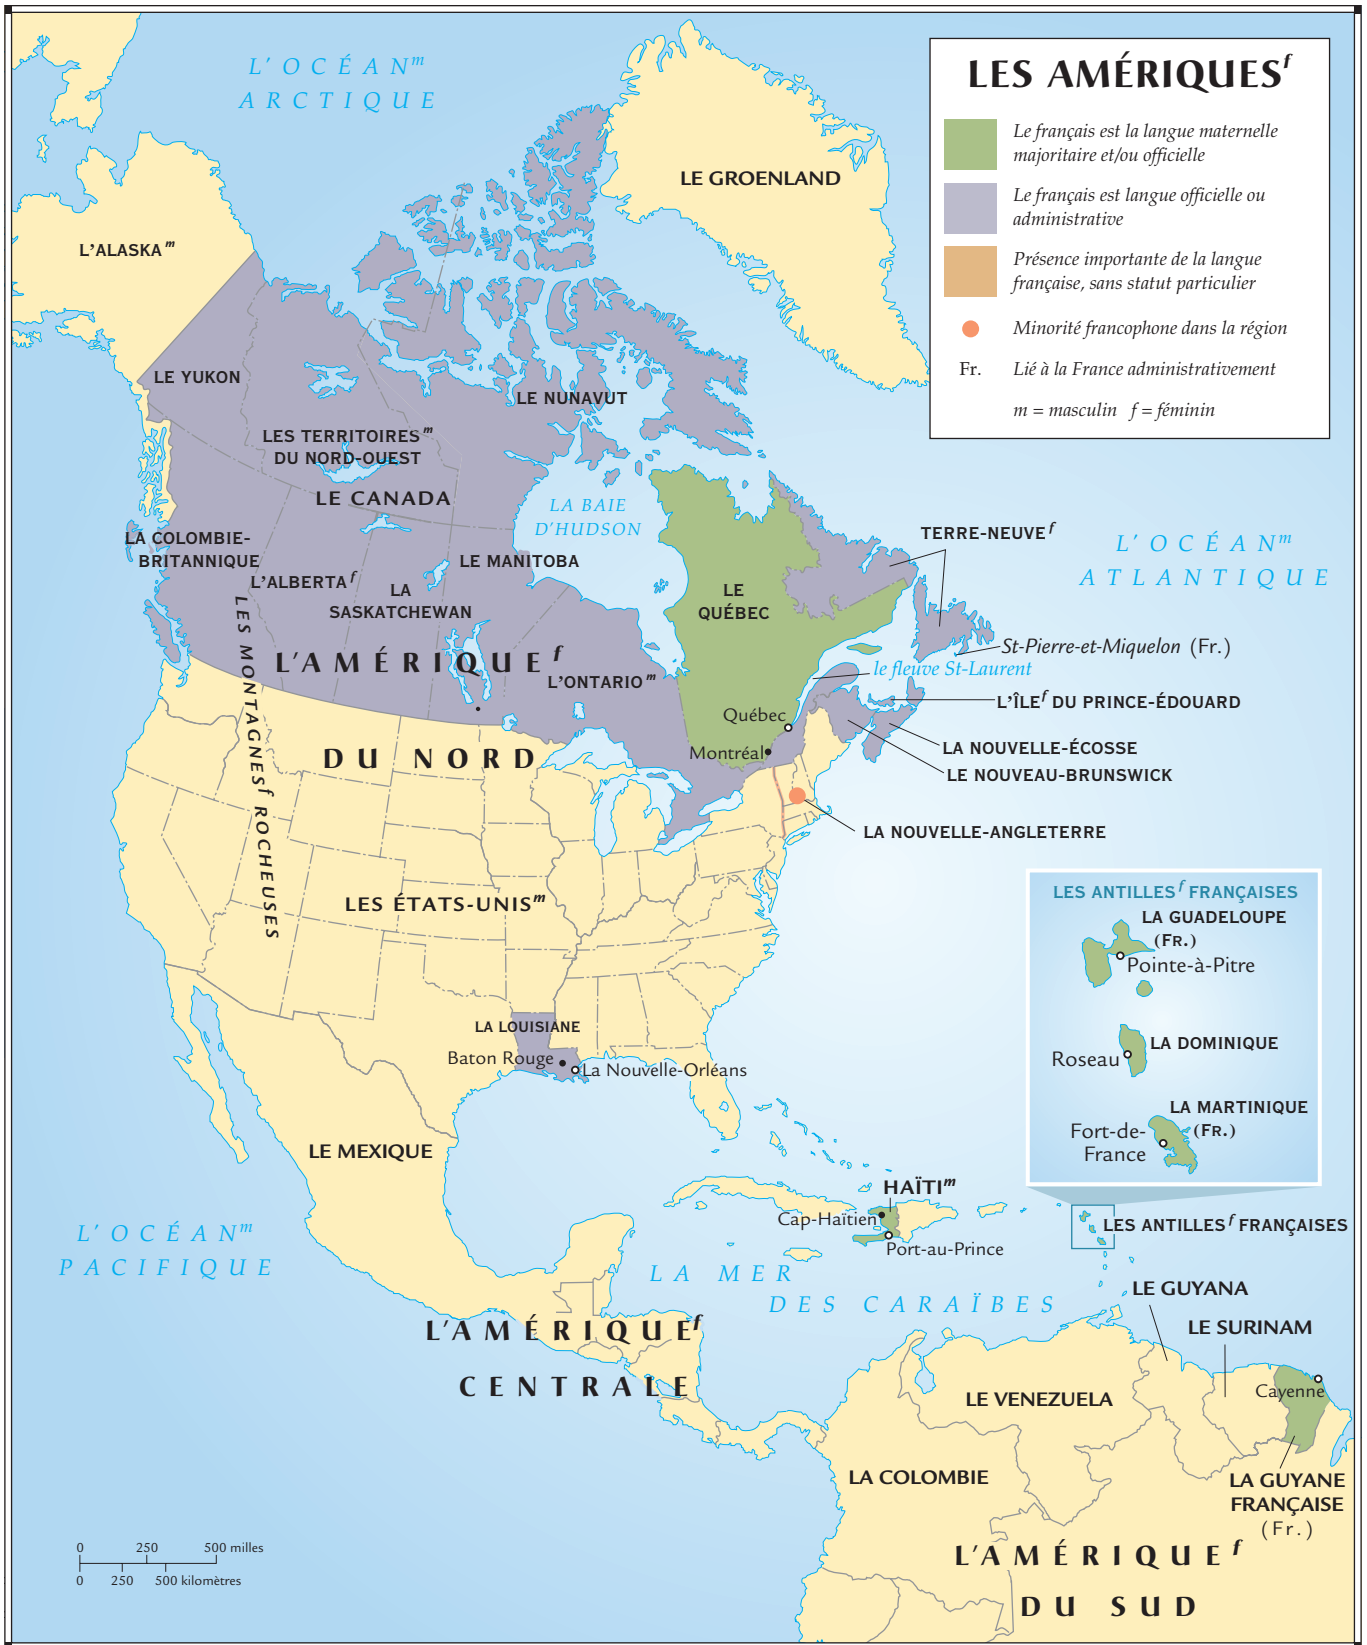 LES AMÉRIQUES f
Le français est la langue maternelle
majoritaire et/ou officielle
Le français est langue officielle ou
administrative
Présence importante de la langue
française, sans statut particulier
Minorité francophone dans la région
Fr. Lié à la France administrativement
m = masculin f = féminin
L'OCÉAN m
ARCTIQUE
LE GROENLAND
L'ALASKA m
LE YUKON
LE NUNAVUT
LES TERRITOIRES m
DU NORD-OUEST
LE CANADA
LA BAIE
D'HUDSON
LA COLOMBIE-
BRITANNIQUE
L'ALBERTA f
LA
SASKATCHEWAN
LE MANITOBA
LE
QUÉBEC
TERRE-NEUVE f
L'OCÉAN m
ATLANTIQUE
St-Pierre-et-Miquelon (Fr.)
le fleuve St-Laurent
L'AMÉRIQUE f
DU NORD
L'ONTARIO m
L'ÎLE f DU PRINCE-ÉDOUARD
Québec
Montréal
LA NOUVELLE-ÉCOSSE
LE NOUVEAU-BRUNSWICK
LA NOUVELLE-ANGLETERRE
LES MONTAGNES f ROCHEUSES
LES ÉTATS-UNIS m
LES ANTILLES f FRANÇAISES
LA GUADELOUPE
(FR.)
Pointe-à-Pitre
LA DOMINIQUE
Roseau
LA MARTINIQUE
(FR.)
Fort-de-
France
LA LOUISIANE
Baton Rouge
La Nouvelle-Orléans
LE MEXIQUE
HAÏTI m
Cap-Haïtien
Port-au-Prince
LES ANTILLES f FRANÇAISES
L'OCÉAN m
PACIFIQUE
LA MER
DES CARAÏBES
LE GUYANA
LE SURINAM
L'AMÉRIQUE f
CENTRALE
Cayenne
LE VENEZUELA
LA COLOMBIE
LA GUYANE
FRANÇAISE
(Fr.)
L'AMÉRIQUE f
DU SUD
0 250 500 milles
0 250 500 kilomètres